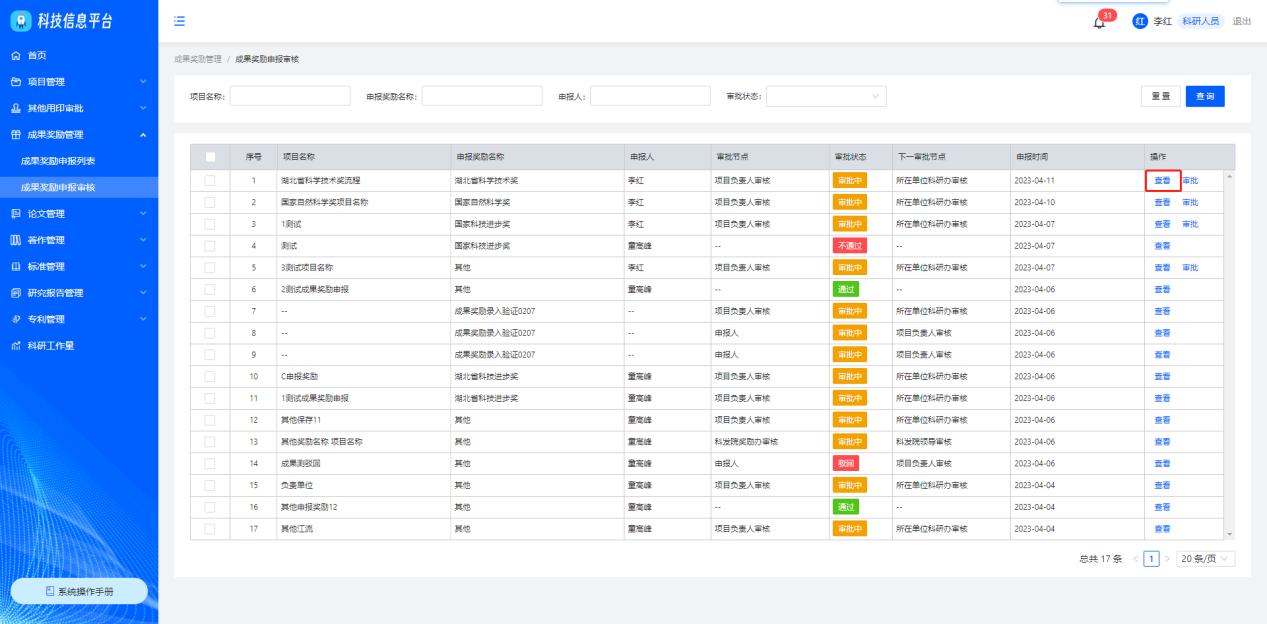 科技信息平台
31
红 李红 科研人员 退出
首页
项目管理
其他用印审批
成果奖励管理
成果奖励申报列表
成果奖励申报审核
论文管理
著作管理
标准管理
研究报告管理
专利管理
科研工作量
系统操作手册
成果奖励管理 / 成果奖励申报审核
项目名称: 申报奖励名称: 申报人: 审批状态: 重置 查询
序号 项目名称 申报奖励名称 申报人 审批节点 审批状态 下一审批节点 申报时间 操作
1 湖北省科学技术奖流程 湖北省科学技术奖 李红 项目负责人审核 审批中 所在单位科研办审核 2023-04-11 查看 审批
2 国家自然科学奖项目名称 国家自然科学奖 李红 项目负责人审核 审批中 所在单位科研办审核 2023-04-10 查看 审批
3 1测试 国家科技进步奖 李红 项目负责人审核 审批中 所在单位科研办审核 2023-04-07 查看 审批
4 测试 国家科技进步奖 童高峰 -- 不通过 -- 2023-04-07 查看
5 3测试项目名称 其他 李红 项目负责人审核 审批中 所在单位科研办审核 2023-04-07 查看 审批
6 2测试成果奖励申报 其他 童高峰 -- 通过 -- 2023-04-06 查看
7 -- 成果奖励录入验证0207 -- 项目负责人审核 审批中 所在单位科研办审核 2023-04-06 查看
8 -- 成果奖励录入验证0207 -- 申报人 审批中 项目负责人审核 2023-04-06 查看
9 -- 成果奖励录入验证0207 -- 申报人 审批中 项目负责人审核 2023-04-06 查看
10 C申报奖励 湖北省科技进步奖 童高峰 项目负责人审核 审批中 所在单位科研办审核 2023-04-06 查看
11 1测试成果奖励申报 湖北省科技进步奖 童高峰 项目负责人审核 审批中 所在单位科研办审核 2023-04-06 查看
12 其他保存11 其他 童高峰 项目负责人审核 审批中 所在单位科研办审核 2023-04-06 查看
13 其他奖励名称 项目名称 其他 童高峰 科发院奖励办审核 审批中 科发院领导审核 2023-04-06 查看
14 成果测驳回 其他 童高峰 申报人 驳回 项目负责人审核 2023-04-06 查看
15 负责单位 其他 童高峰 项目负责人审核 审批中 所在单位科研办审核 2023-04-04 查看
16 其他申报奖励12 其他 童高峰 -- 通过 -- 2023-04-04 查看
17 其他江流 其他 童高峰 项目负责人审核 审批中 所在单位科研办审核 2023-04-04 查看
总共 17 条 < 1 > 20 条/页